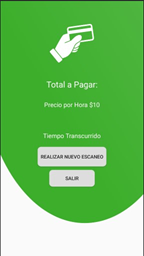 Total a Pagar:
Precio por Hora $10
Tiempo Transcurrido
REALIZAR NUEVO ESCANEO
SALIR